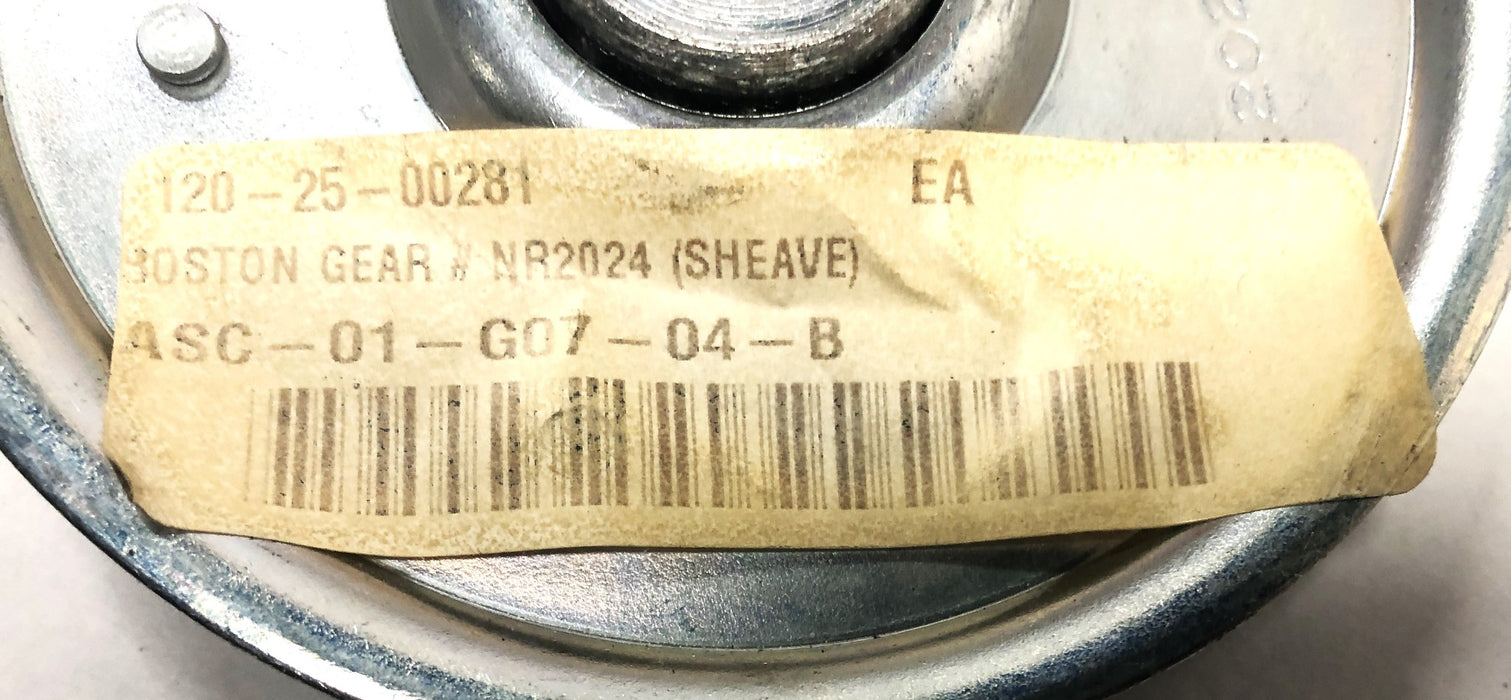 120-25-00281 EA
BOSTON GEAR # NR2024 (SHEAVE)
ASC-01-G07-04-B